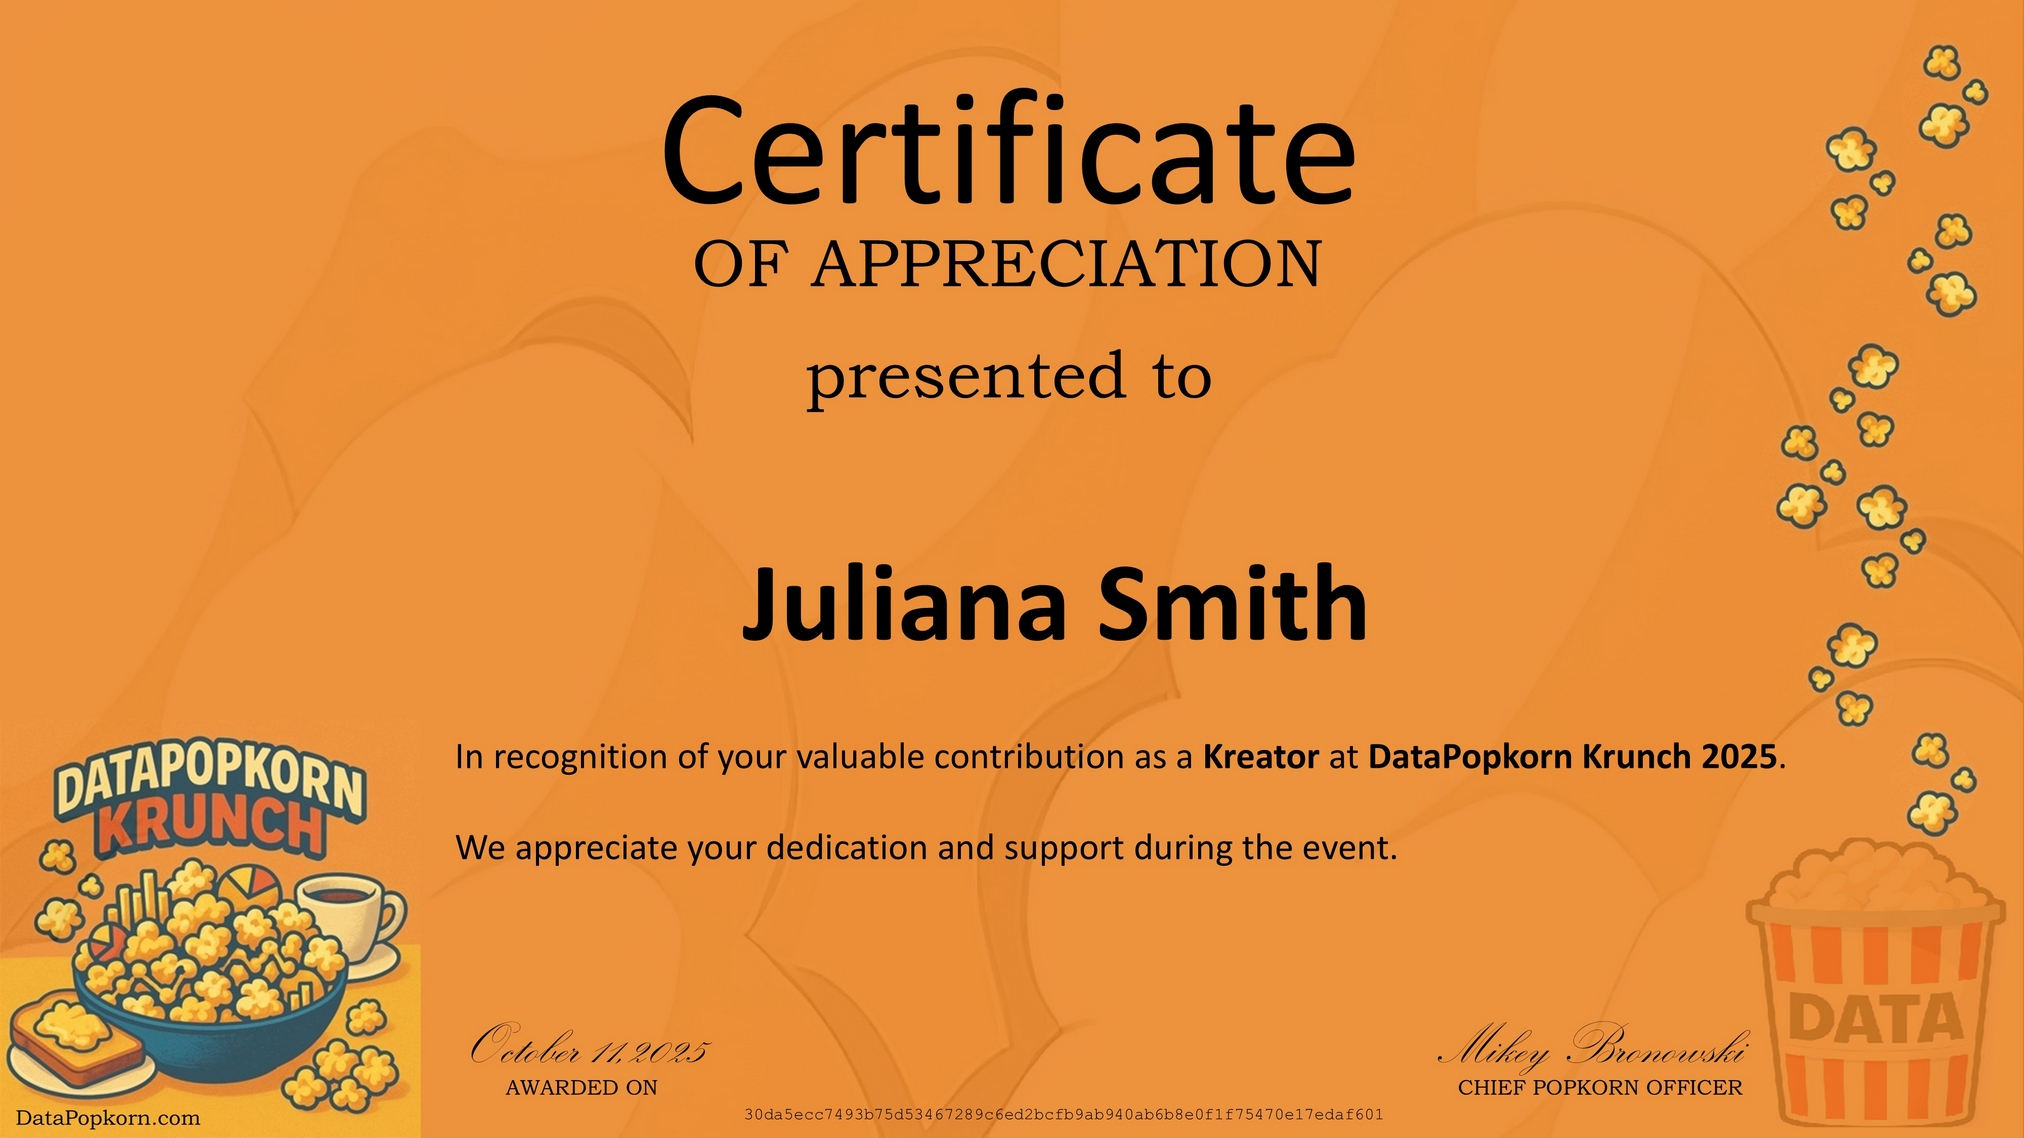 Certificate
OF APPRECIATION
presented to
Juliana Smith
In recognition of your valuable contribution as a Kreator at DataPopkorn Krunch 2025.
We appreciate your dedication and support during the event.
DATAPOPKORN
KRUNCH
DATA
October 11, 2025
AWARDED ON
Mikey Bronowski
CHIEF POPKORN OFFICER
30da5ecc7493b75d53467289c6ed2bcfb9ab940ab6b8e0f1f75470e17edaf601
DataPopkorn.com